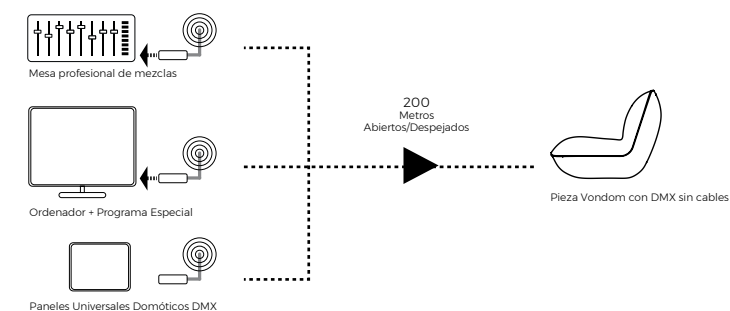 Mesa profesional de mezclas
200
Metros
Abiertos/Despejados
Ordenador + Programa Especial
Pieza Vondom con DMX sin cables
Paneles Universales Domóticos DMX